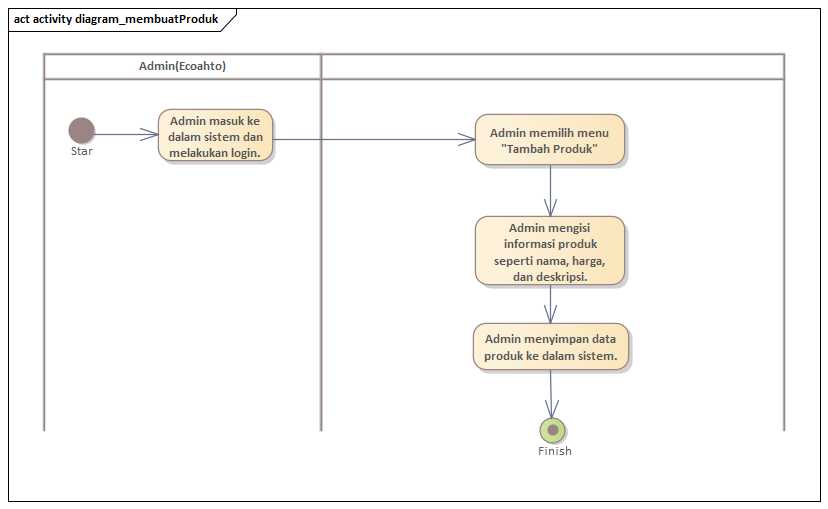 act activity diagram_membuatProduk
Admin(Ecoahto)
Star
Admin masuk ke
dalam sistem dan
melakukan login.
Admin memilih menu
"Tambah Produk"
Admin mengisi
informasi produk
seperti nama, harga,
dan deskripsi.
Admin menyimpan data
produk ke dalam sistem.
Finish